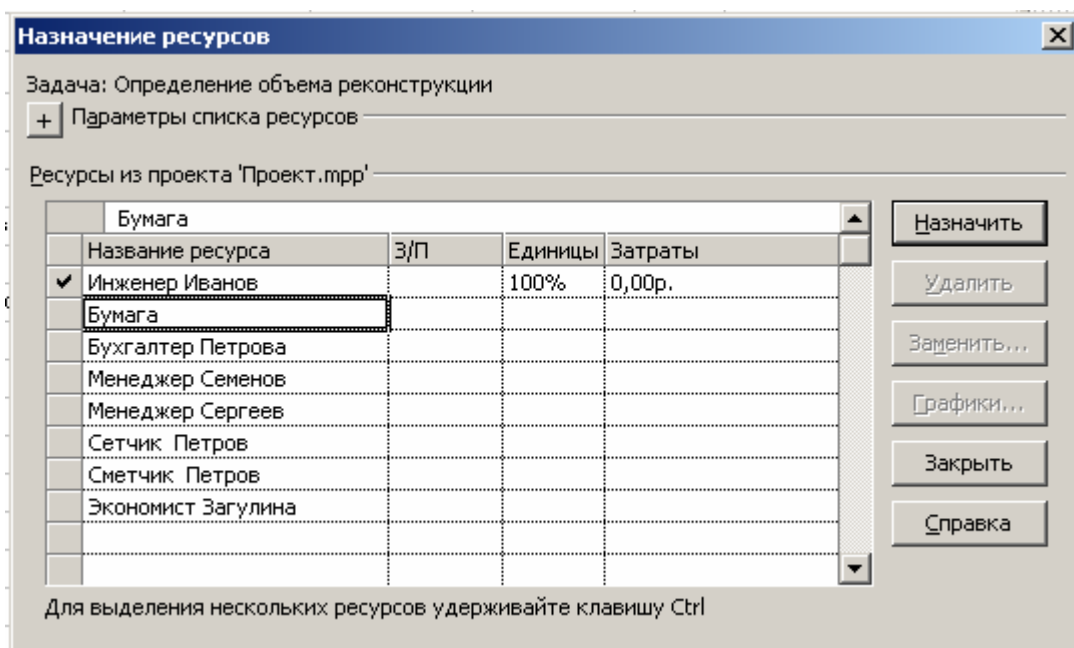 Назначение ресурсов
Задача: Определение объема реконструкции
+ Параметры списка ресурсов
Ресурсы из проекта 'Проект.mpp'
Бумага
Назначить
Название ресурса З/П Единицы Затраты
Инженер Иванов 100% 0,00р.
Удалить
Бумага
Бухгалтер Петрова
Заменить...
Менеджер Семенов
Менеджер Сергеев
Графики...
Сетчик Петров
Сметчик Петров
Закрыть
Экономист Загулина
Справка
Для выделения нескольких ресурсов удерживайте клавишу Ctrl